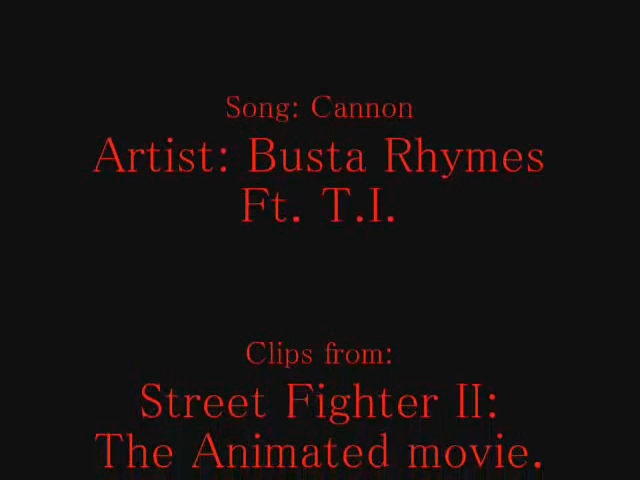 Song: Cannon
Artist: Busta Rhymes
Ft. T.I.
Clips from:
Street Fighter II:
The Animated movie.